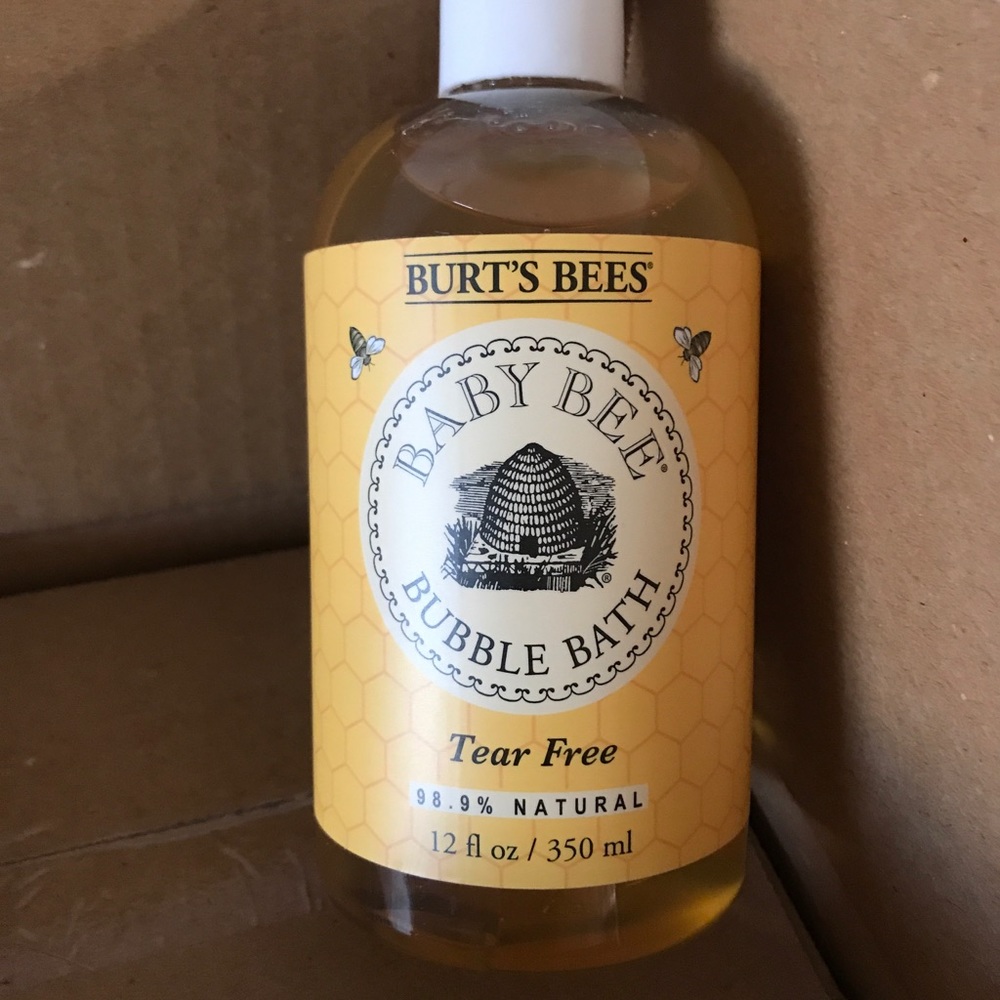 BURT'S BEES®
BABY BEE®
®
BUBBLE BATH
Tear Free
98.9% NATURAL
12 fl oz / 350 ml